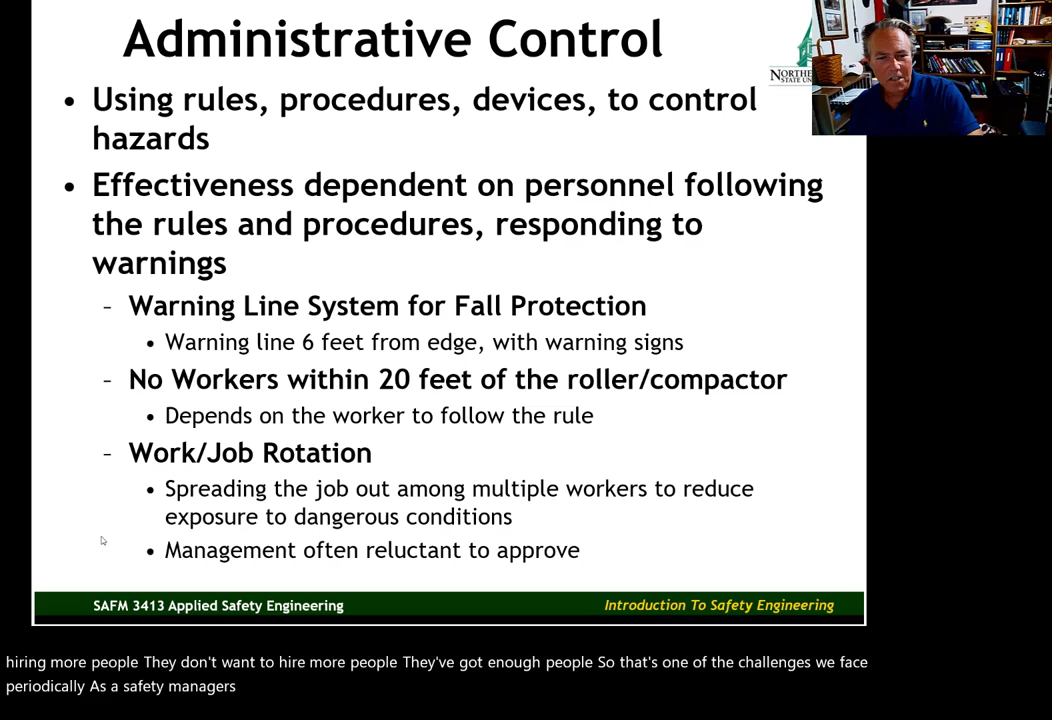 Administrative Control
NORTHE
STATE UN
• Using rules, procedures, devices, to control
hazards
• Effectiveness dependent on personnel following
the rules and procedures, responding to
warnings
– Warning Line System for Fall Protection
• Warning line 6 feet from edge, with warning signs
– No Workers within 20 feet of the roller/compactor
• Depends on the worker to follow the rule
– Work/Job Rotation
• Spreading the job out among multiple workers to reduce
exposure to dangerous conditions
• Management often reluctant to approve
SAFM 3413 Applied Safety Engineering
Introduction To Safety Engineering
hiring more people They don't want to hire more people They've got enough people So that's one of the challenges we face
periodically As a safety managers